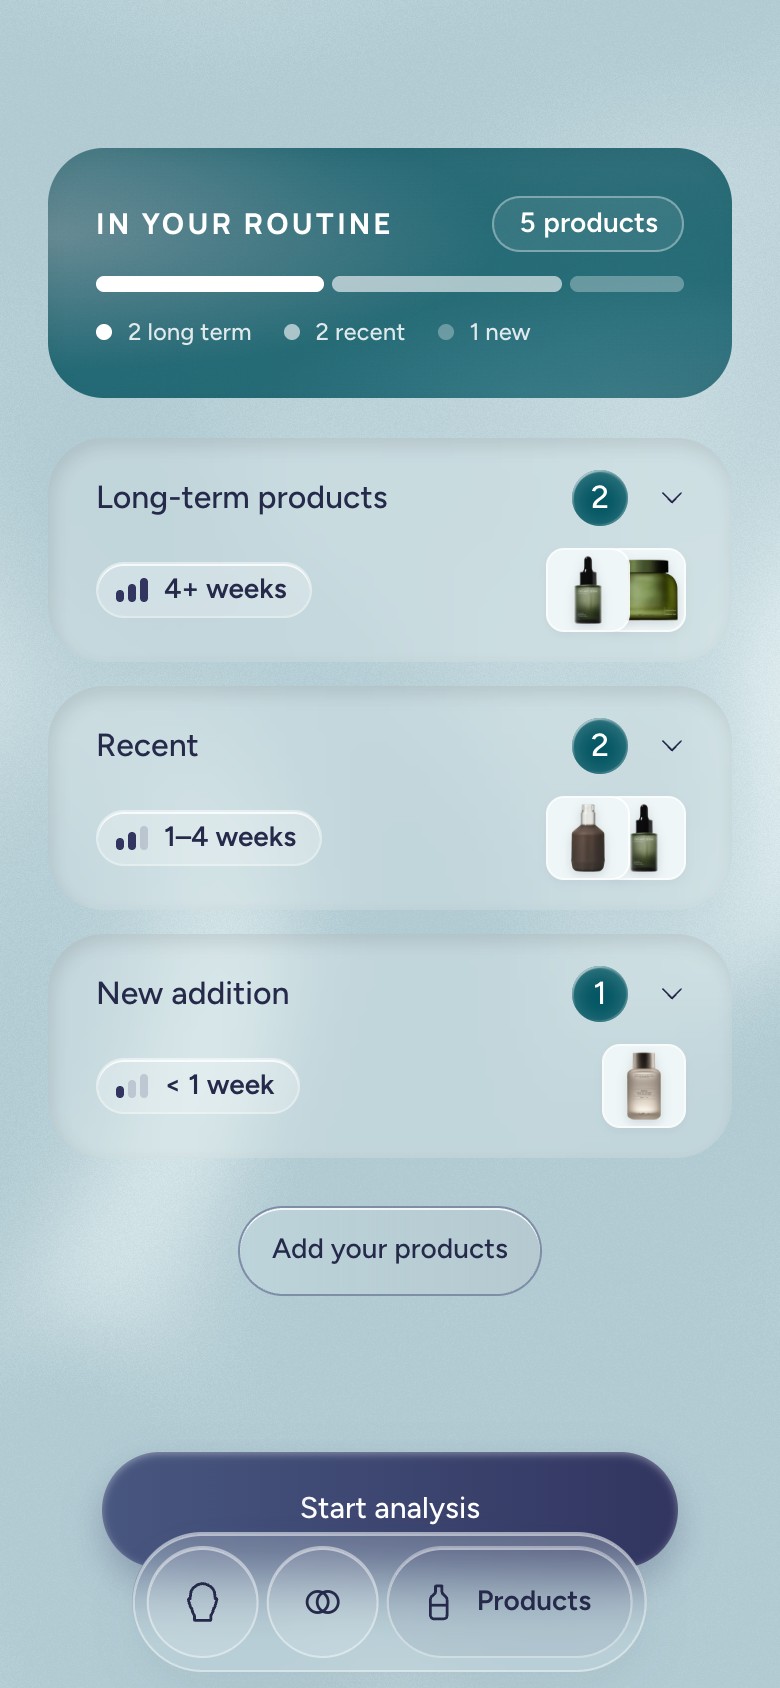 IN YOUR ROUTINE
5 products
2 long term
2 recent
1 new
Long-term products
2
4+ weeks
Recent
2
1–4 weeks
New addition
1
< 1 week
Add your products
Start analysis
Products